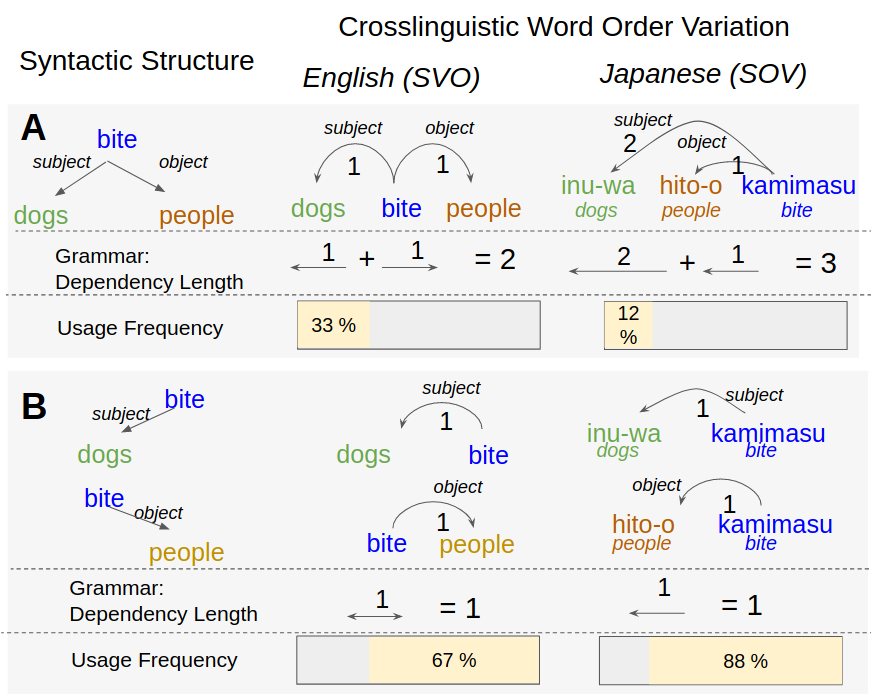 Crosslinguistic Word Order Variation
Syntactic Structure
English (SVO)
Japanese (SOV)
A
bite
subject
object
dogs
people
subject
object
1
1
dogs
bite
people
subject
2
object
1
inu-wa
hito-o
kamimasu
dogs
people
bite
Grammar:
Dependency Length
1 + 1 = 2
2 + 1 = 3
Usage Frequency
33 %
12
%
B
bite
subject
dogs
bite
object
people
subject
1
dogs
bite
object
1
bite
people
subject
1
inu-wa
kamimasu
dogs
bite
object
1
hito-o
kamimasu
people
bite
Grammar:
Dependency Length
1 = 1
1 = 1
Usage Frequency
67 %
88 %